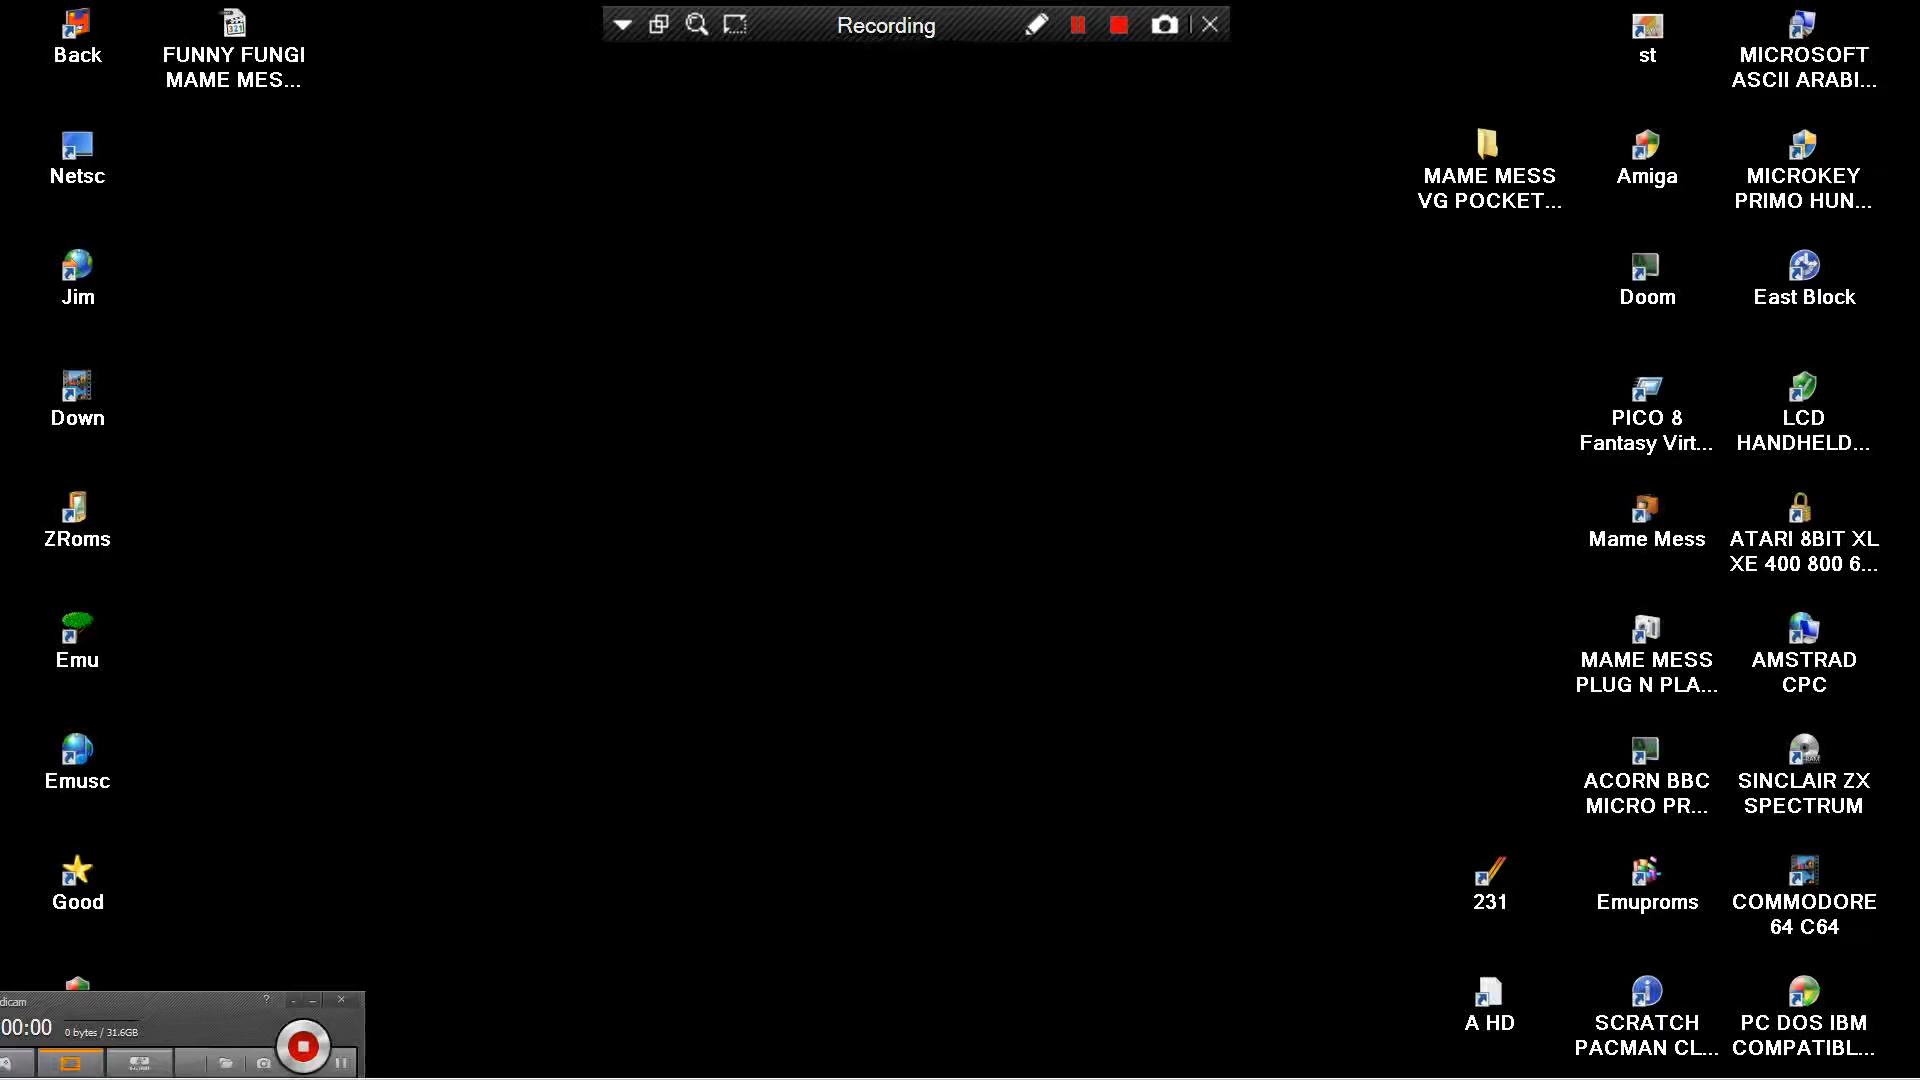 Recording
Back
FUNNY FUNGI
MAME MES...
st
MICROSOFT
ASCII ARABI...
Netsc
MAME MESS
VG POCKET...
Amiga
MICROKEY
PRIMO HUN...
Jim
Doom
East Block
Down
PICO 8
Fantasy Virt...
LCD
HANDHELD...
ZRoms
Mame Mess
ATARI 8BIT XL
XE 400 800 6...
Emu
MAME MESS
PLUG N PLA...
AMSTRAD
CPC
Emusc
ACORN BBC
MICRO PR...
SINCLAIR ZX
SPECTRUM
Good
231
Emuproms
COMMODORE
64 C64
A HD
SCRATCH
PACMAN CL...
PC DOS IBM
COMPATIBL...
dicam
00:00
0 bytes / 31.6GB